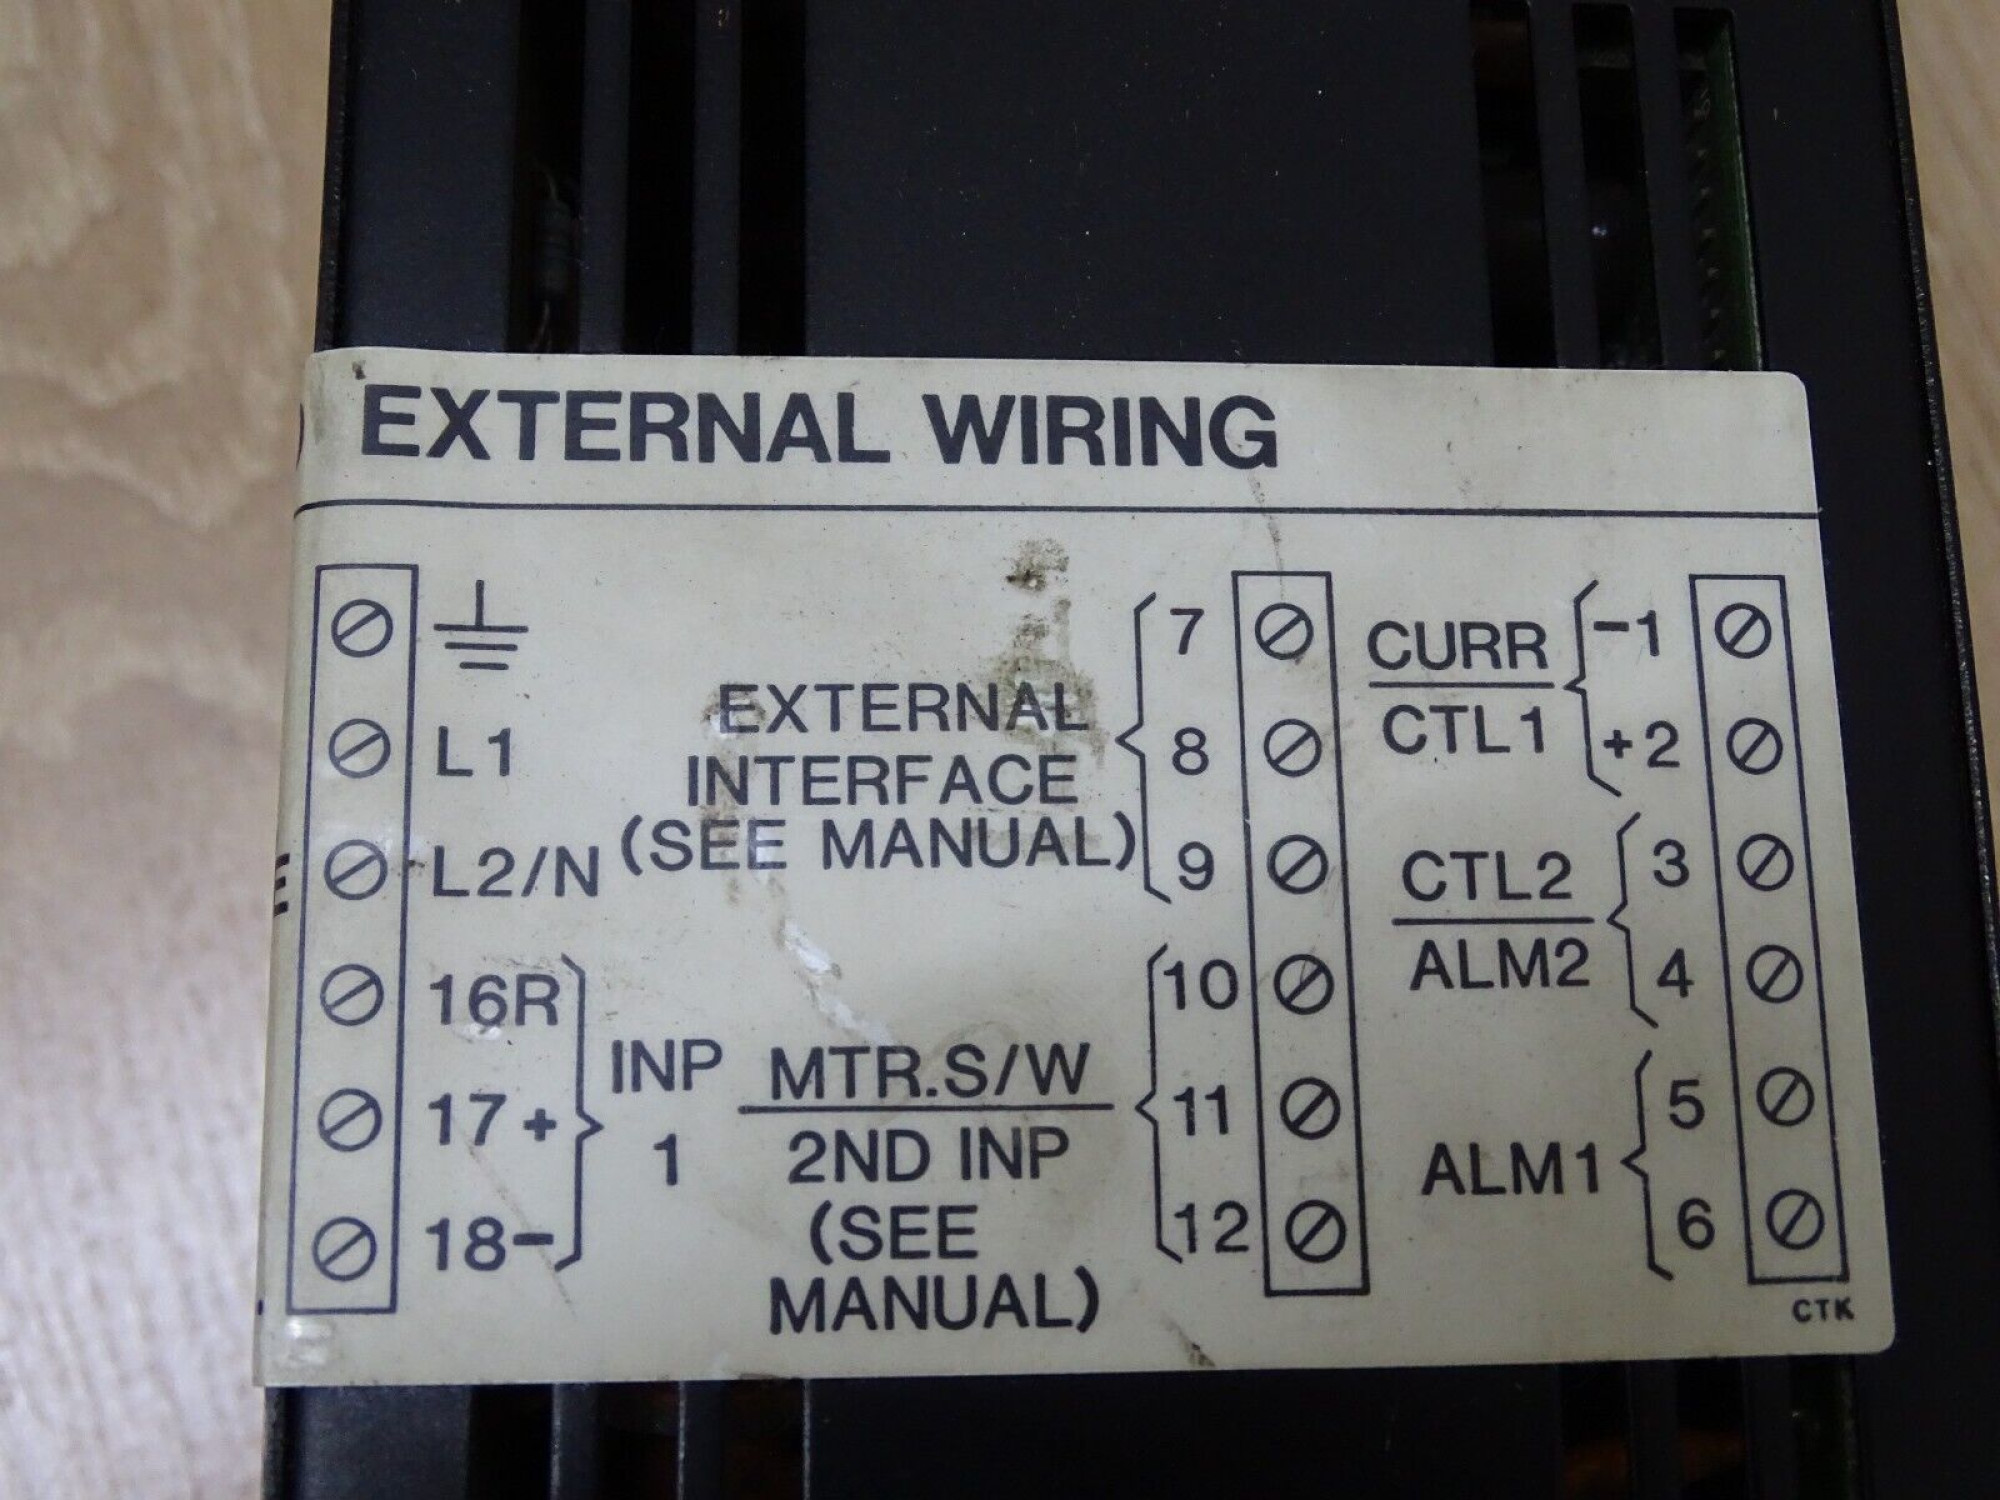 EXTERNAL WIRING
L1
L2/N
16R
17+
18-
INP
1
EXTERNAL
INTERFACE
(SEE MANUAL)
7
8
9
MTR.S/W
2ND INP
(SEE
MANUAL)
10
11
12
CURR
CTL1
-1
+2
CTL2
ALM2
3
4
ALM1
5
6
CTK